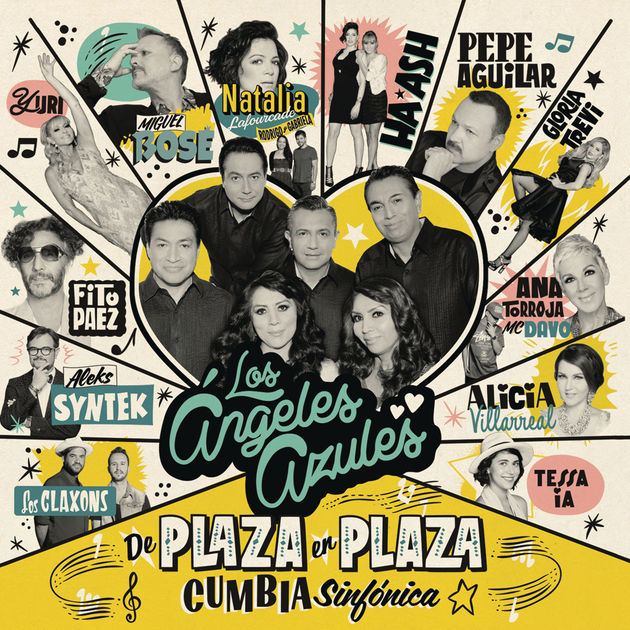 YURI
MIGUEL
BOSÉ
Natalia
Lafourcade
RODRIGO y GABRIELA
HA*ASH
PEPE
AGUILAR
GLORIA
TREVI
FITO
PAEZ
ANA
TORROJA
MC DAVO
Aleks
SYNTEK
ALICIA
Villarreal
Los CLAXONS
TESSA
IA
Los
Ángeles
Azules
De PLAZA en PLAZA
CUMBIA Sinfónica